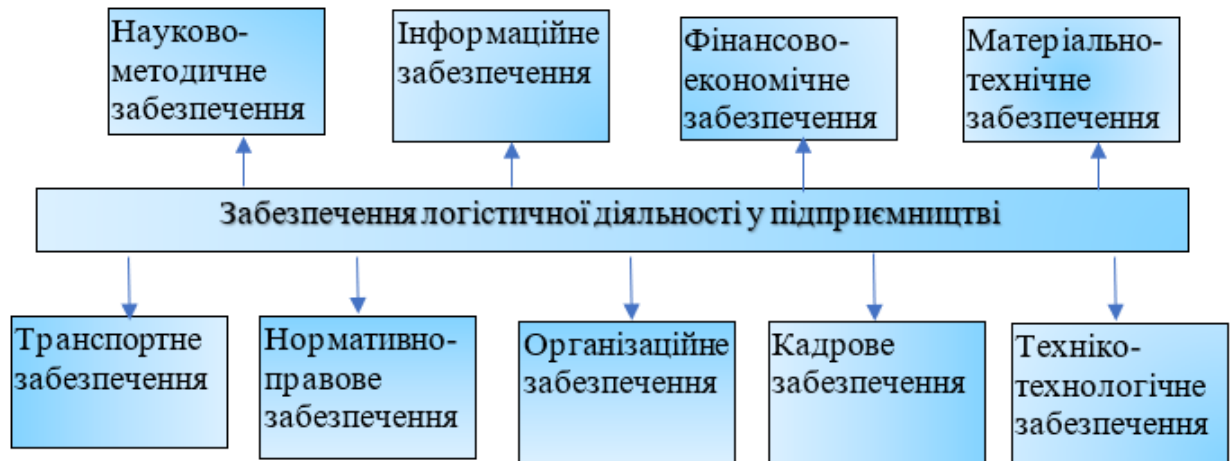 Науково-
методичне
забезпечення
Інформаційне
забезпечення
Фінансово-
економічне
забезпечення
Матеріально-
технічне
забезпечення
Забезпечення логістичної діяльності у підприємництві
Транспортне
забезпечення
Нормативно-
правове
забезпечення
Організаційне
забезпечення
Кадрове
забезпечення
Техніко-
технологічне
забезпечення